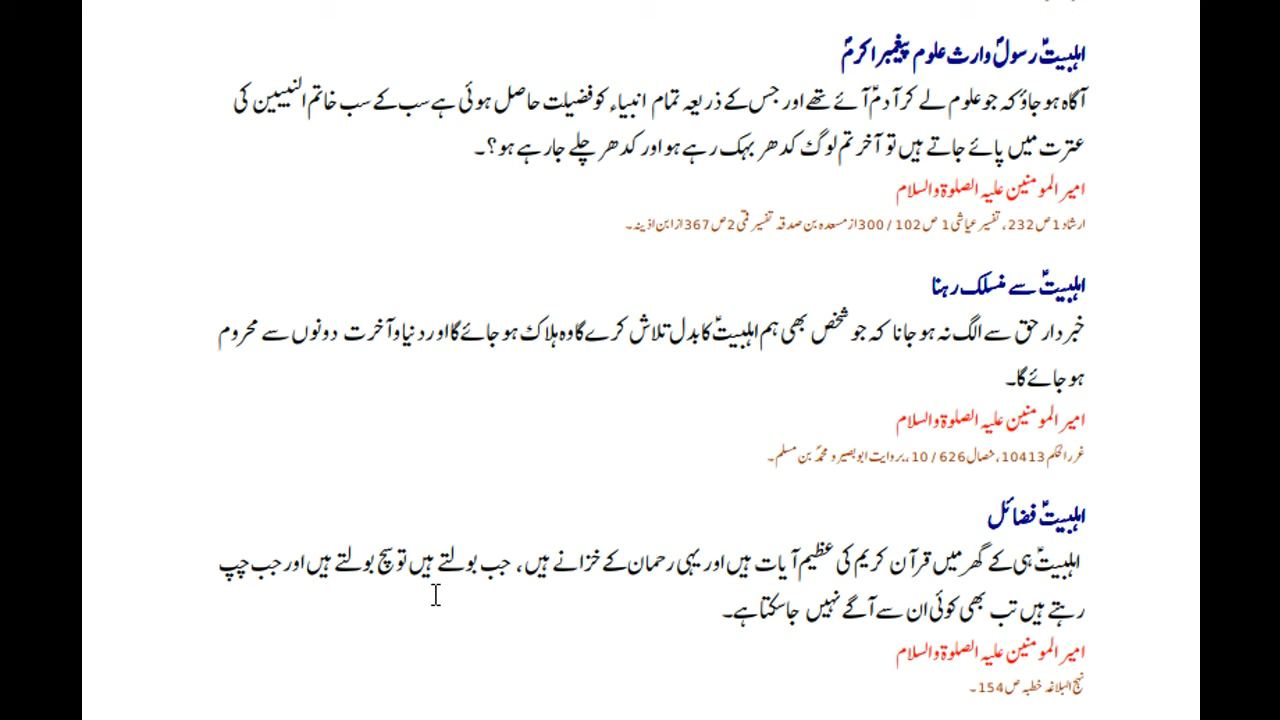 اہلبیتؑ رسولؐ وارث علوم پیغمبر اکرمؐ
آگاہ ہو جاؤ کہ جو علوم لے کر آدمؑ آئے تھے اور جس کے ذریعہ تمام انبیاء کو فضیلت حاصل ہوئی ہے سب کے سب خاتم النبیین کی
عترت میں پائے جاتے ہیں تو آخر تم لوگ کدھر بہک رہے ہو اور کدھر چلے جا رہے ہو؟۔
امیر المومنین علیہ الصلوۃ والسلام
ارشاد 1 ص 232، تفسیر عیاشی 1 ص 102 / 300 از مسعدہ بن صدقہ تفسیر قمی 2 ص 367 از ابن اذینہ۔
اہلبیتؑ سے منسلک رہنا
خبردار حق سے الگ نہ ہو جانا کہ جو شخص بھی ہم اہلبیتؑ کا بدل تلاش کرے گا وہ ہلاک ہو جائے گا اور دنیا و آخرت دونوں سے محروم
ہو جائے گا۔
امیر المومنین علیہ الصلوۃ والسلام
غرر الحکم 10413، خصال 626 / 10، بروایت ابو بصیر و محمدؐ بن مسلم۔
اہلبیتؑ فضائل
اہلبیتؑ ہی کے گھر میں قرآن کریم کی عظیم آیات ہیں اور یہی رحمان کے خزانے ہیں، جب بولتے ہیں تو سچ بولتے ہیں اور جب چپ
رہتے ہیں تب بھی کوئی ان سے آگے نہیں جاسکتا ہے۔
امیر المومنین علیہ الصلوۃ والسلام
نہج البلاغہ خطبہ ص 154۔